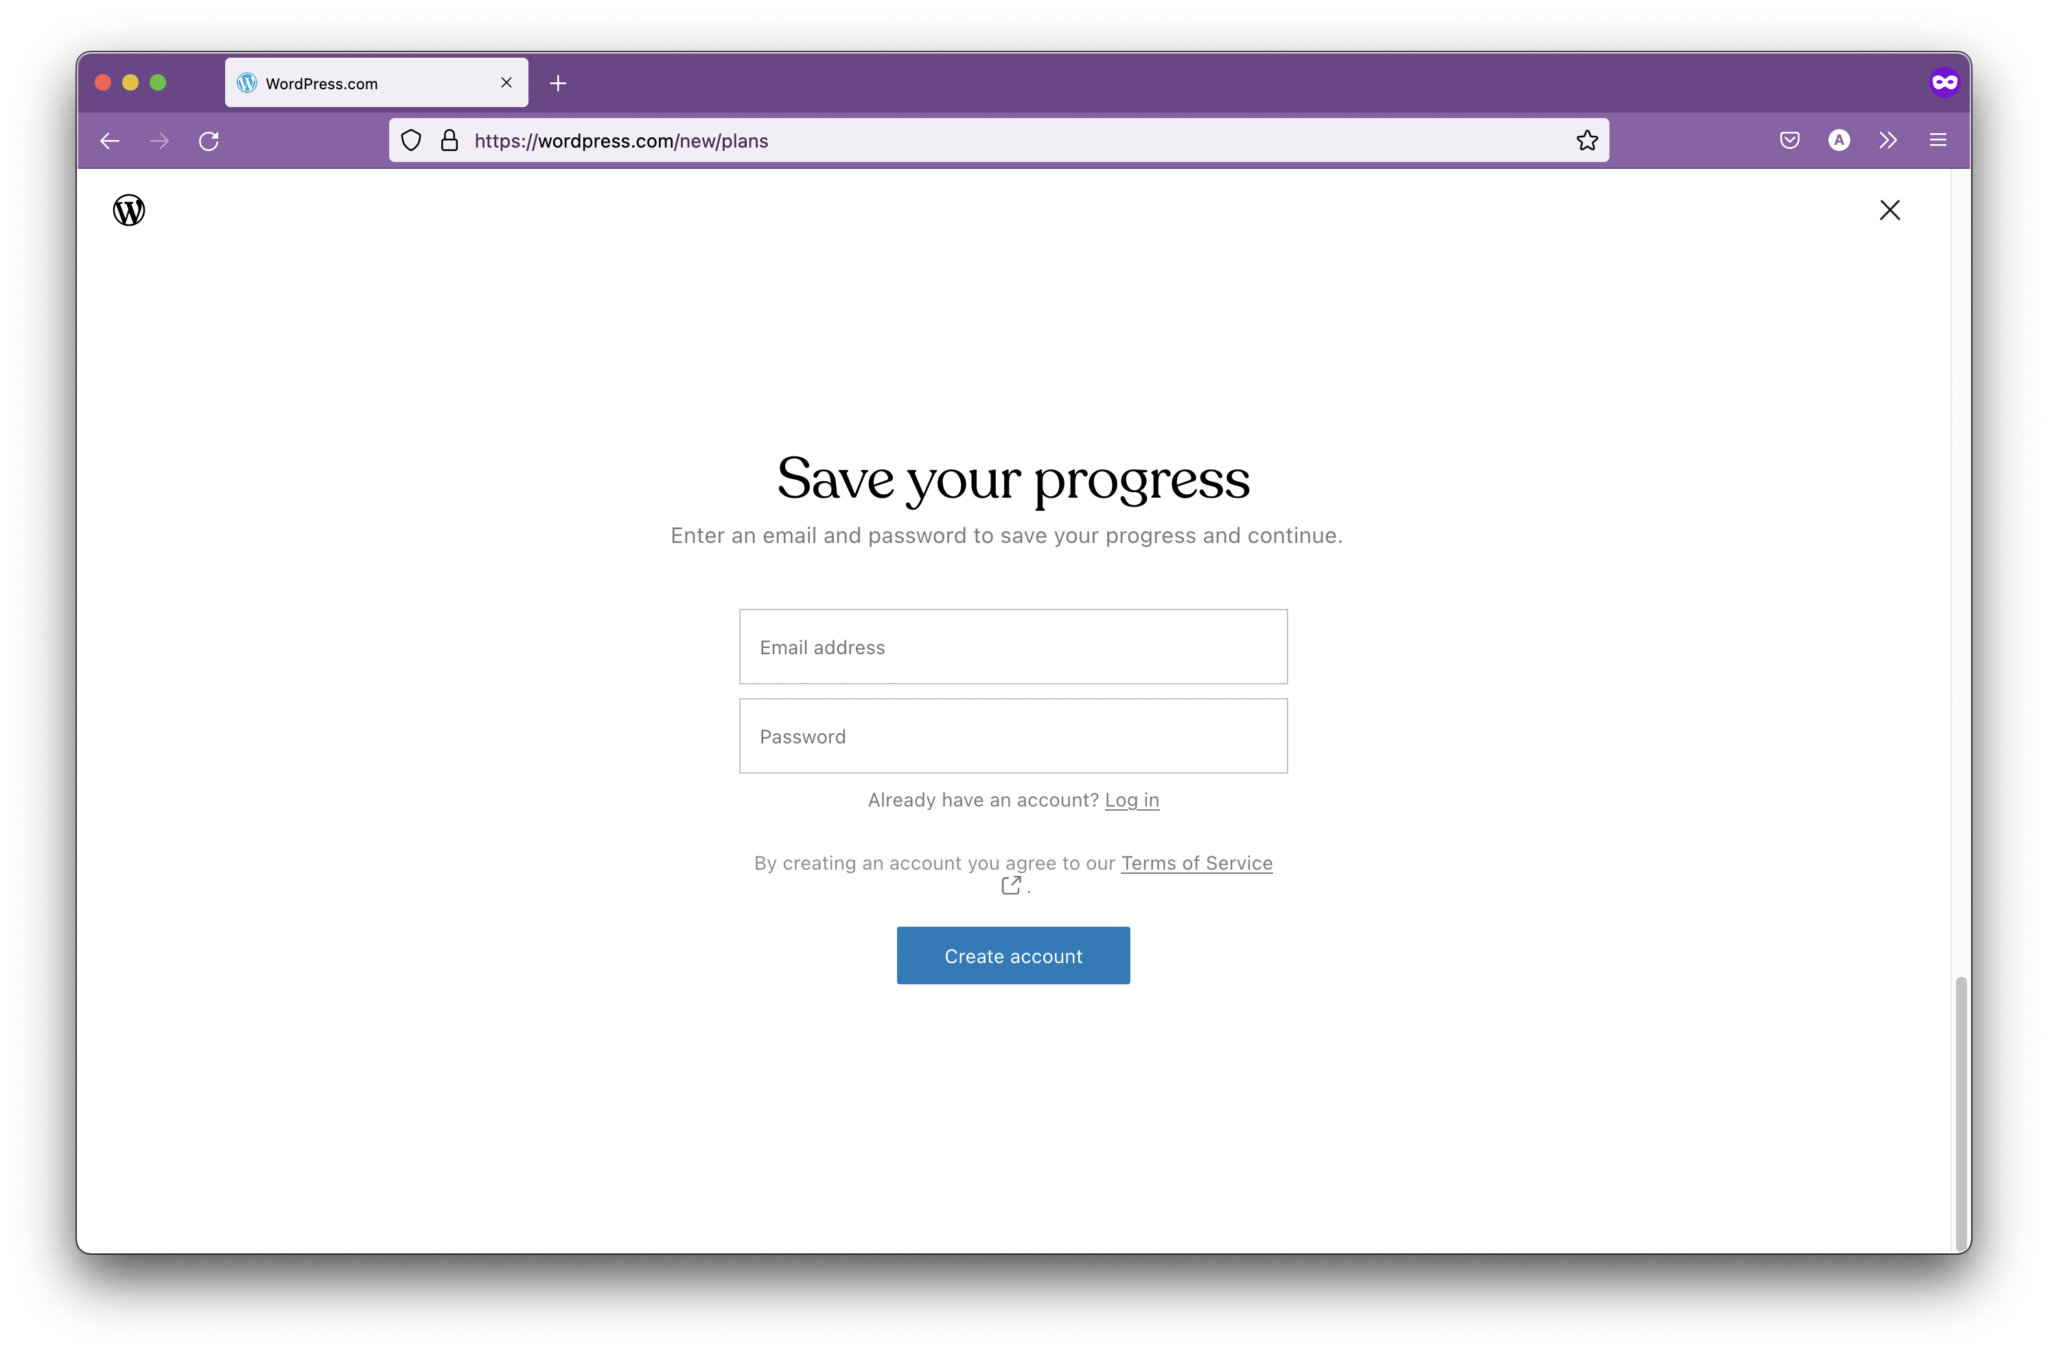 WordPress.com
https://wordpress.com/new/plans
A
Save your progress
Enter an email and password to save your progress and continue.
Email address
Password
Already have an account? Log in
By creating an account you agree to our Terms of Service
.
Create account